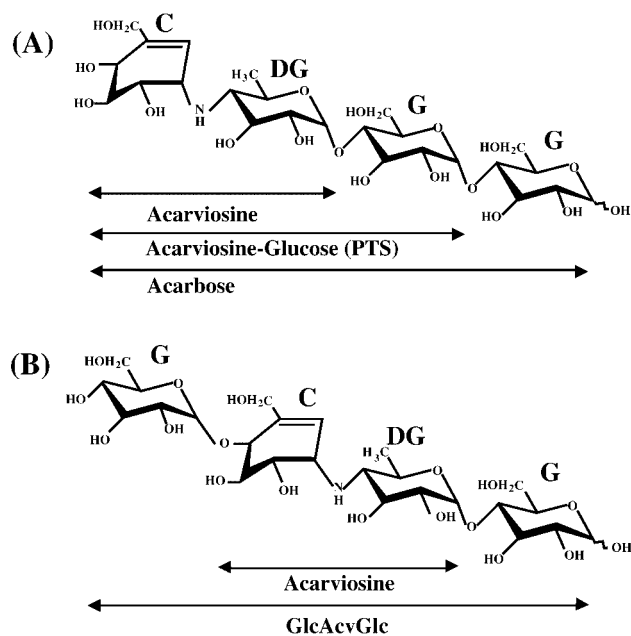 (A)
C
HOH₂C
HO
HO
HO
OH
N
H
DG
H₃C
O
HO
OH
O
G
HOH₂C
O
HO
OH
O
G
HOH₂C
O
HO
OH
OH
Acarviosine
Acarviosine-Glucose (PTS)
Acarbose
(B)
G
HOH₂C
O
HO
HO
OH
O
C
HOH₂C
HO
OH
N
H
DG
H₃C
O
HO
OH
O
G
HOH₂C
O
HO
OH
OH
Acarviosine
GlcAcvGlc